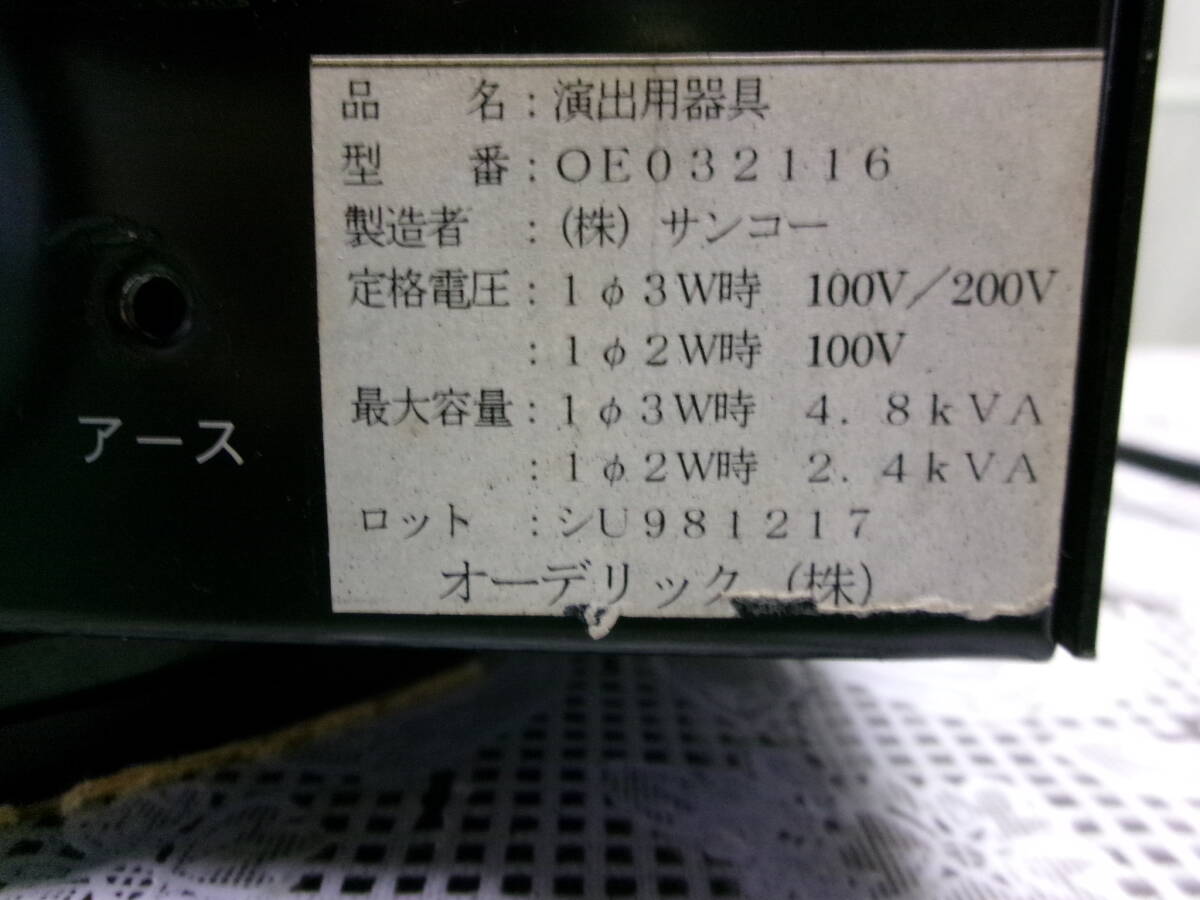 品　　名：演出用器具
型　　番：ＯＥ０３２１１６
製造者　：（株）サンコー
定格電圧：１φ３Ｗ時　100V／200V
：１φ２Ｗ時　100V
最大容量：１φ３Ｗ時　４．８ｋＶＡ
：１φ２Ｗ時　２．４ｋＶＡ
ロット　：シＵ９８１２１７
オーデリック（株）
アース